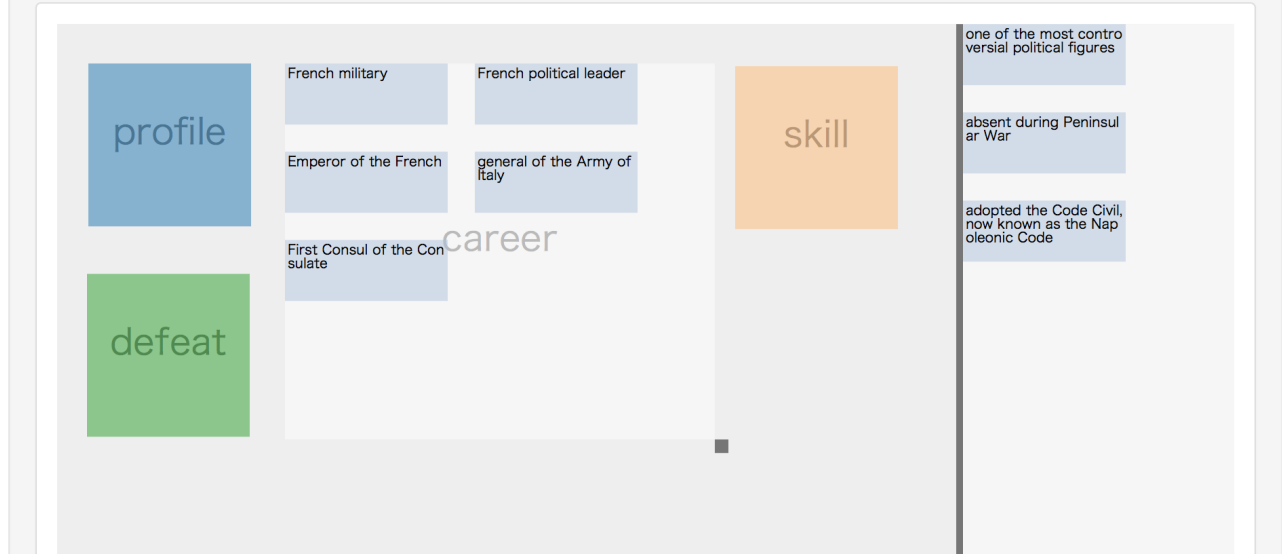 profile
French military
French political leader
Emperor of the French
general of the Army of
Italy
First Consul of the Con
sulate
career
skill
defeat
one of the most contro
versial political figures
absent during Peninsul
ar War
adopted the Code Civil,
now known as the Nap
oleonic Code